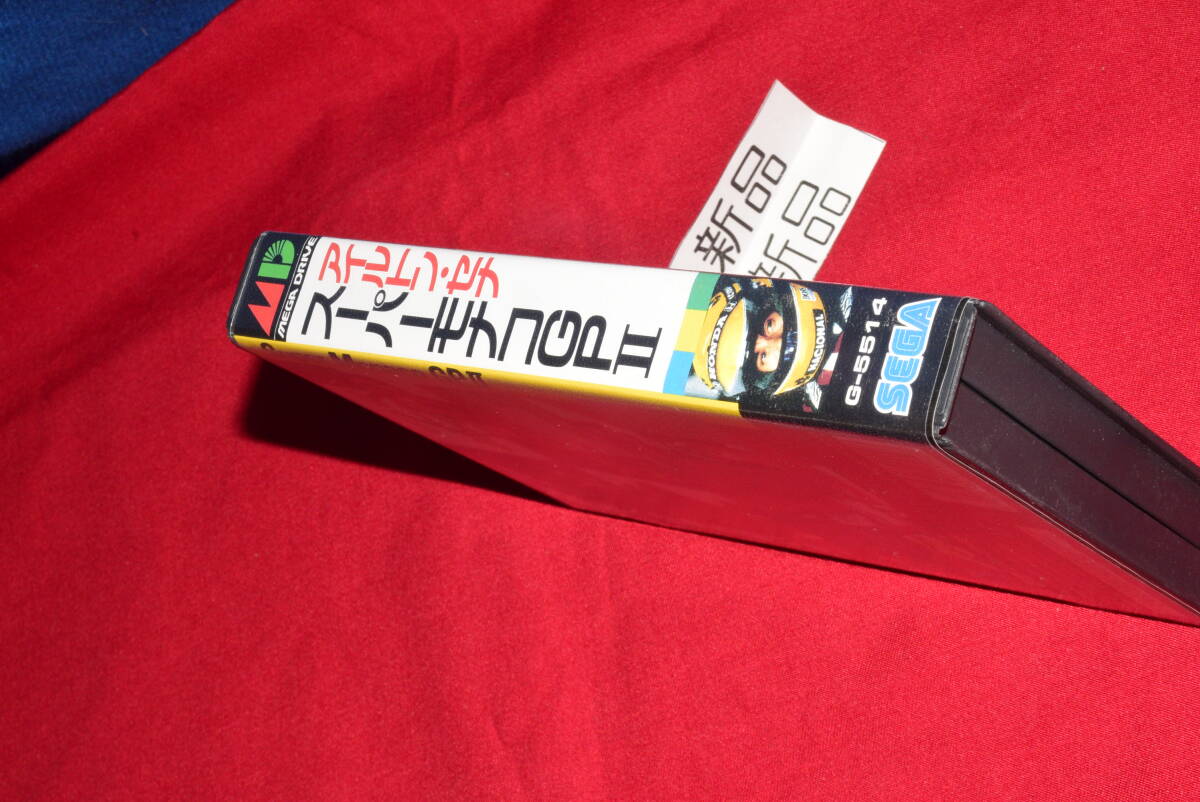 MD
MEGA DRIVE
アイルトン・セナ
スーパーモナコGP II
HONDA
NACIONAL
G-5514
SEGA
新品
新品